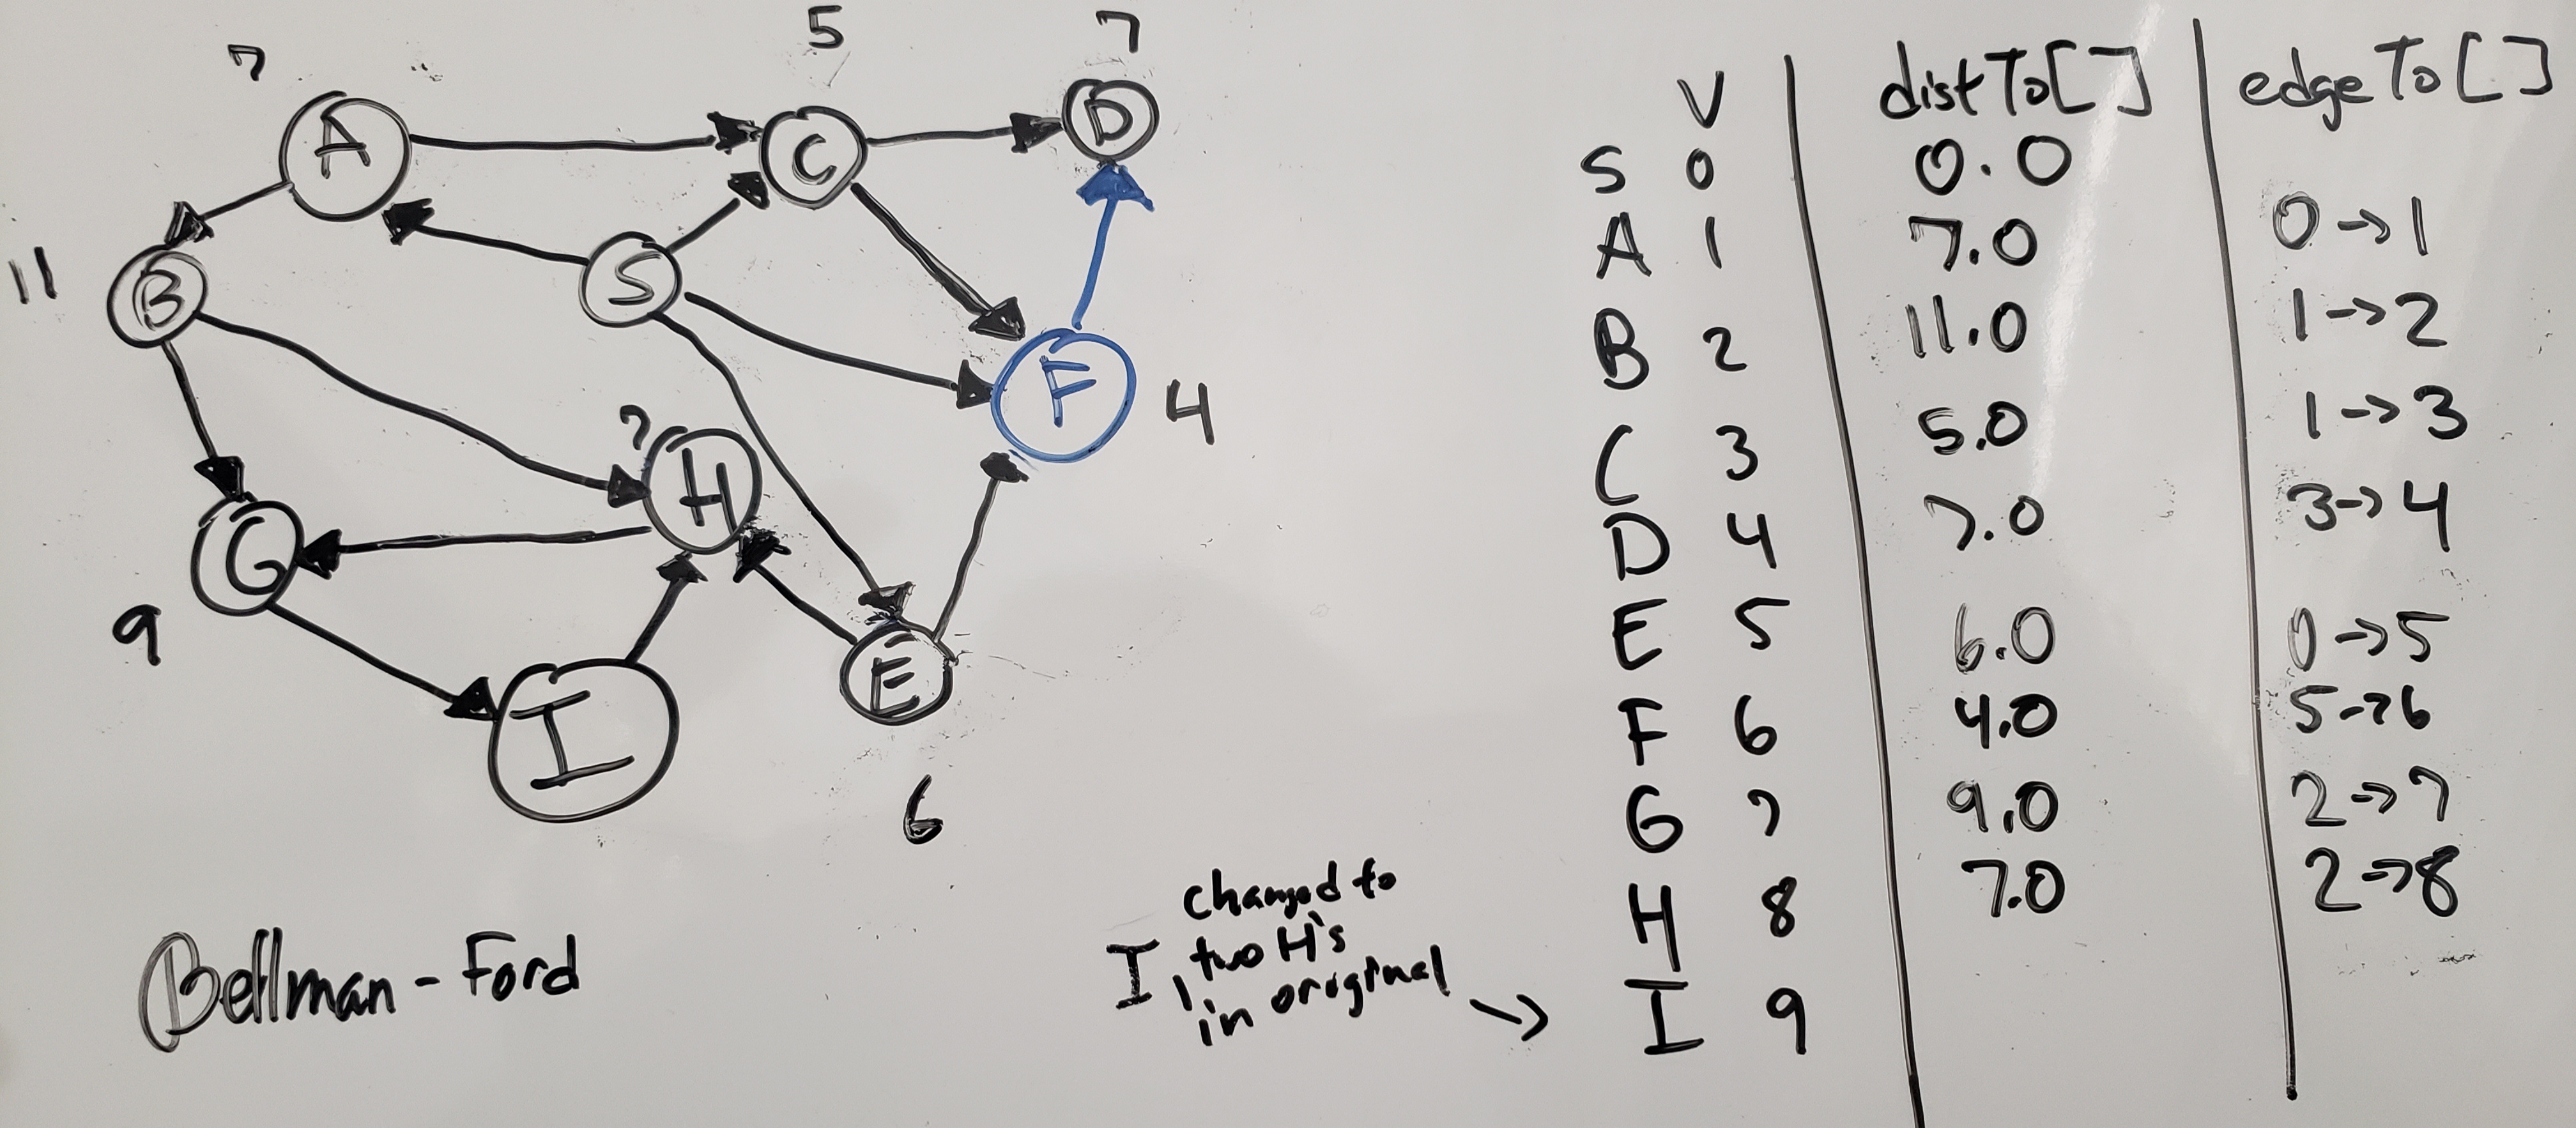 7
5
7
A
C
D
B
S
11
F
4
?
H
G
9
I
E
6
Bellman-Ford
I, changed to
two H's
in original
->
V distTo[] edgeTo[]
S 0 0.0
A 1 7.0 0->1
B 2 11.0 1->2
C 3 5.0 1->3
D 4 7.0 3->4
E 5 6.0 0->5
F 6 4.0 5->6
G 7 9.0 2->7
H 8 7.0 2->8
I 9